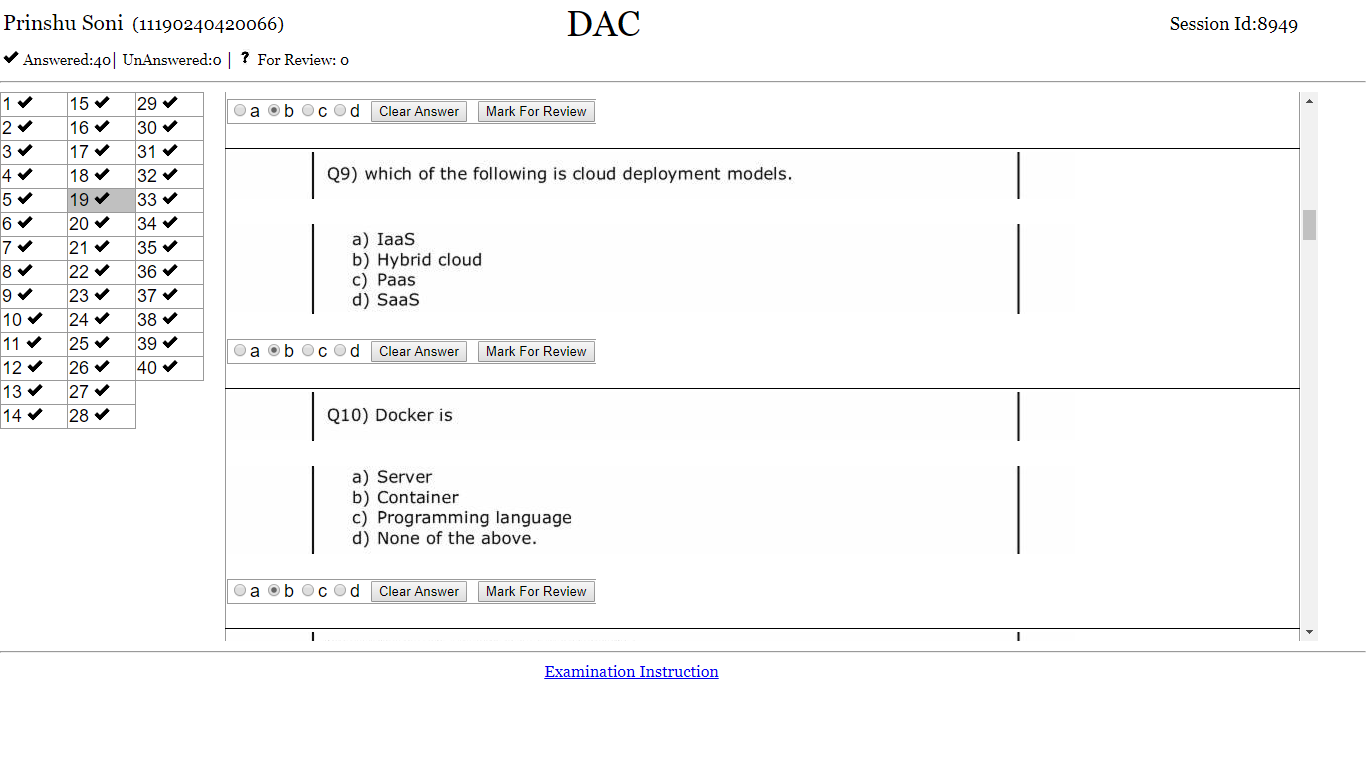 Prinshu Soni (11190240420066)
DAC
Session Id:8949
✔ Answered:40| UnAnswered:0 | ? For Review: 0
1 ✔ 15 ✔ 29 ✔
2 ✔ 16 ✔ 30 ✔
3 ✔ 17 ✔ 31 ✔
4 ✔ 18 ✔ 32 ✔
5 ✔ 19 ✔ 33 ✔
6 ✔ 20 ✔ 34 ✔
7 ✔ 21 ✔ 35 ✔
8 ✔ 22 ✔ 36 ✔
9 ✔ 23 ✔ 37 ✔
10 ✔ 24 ✔ 38 ✔
11 ✔ 25 ✔ 39 ✔
12 ✔ 26 ✔ 40 ✔
13 ✔ 27 ✔
14 ✔ 28 ✔
a b c d Clear Answer Mark For Review
Q9) which of the following is cloud deployment models.
a) IaaS
b) Hybrid cloud
c) Paas
d) SaaS
a b c d Clear Answer Mark For Review
Q10) Docker is
a) Server
b) Container
c) Programming language
d) None of the above.
a b c d Clear Answer Mark For Review
Examination Instruction